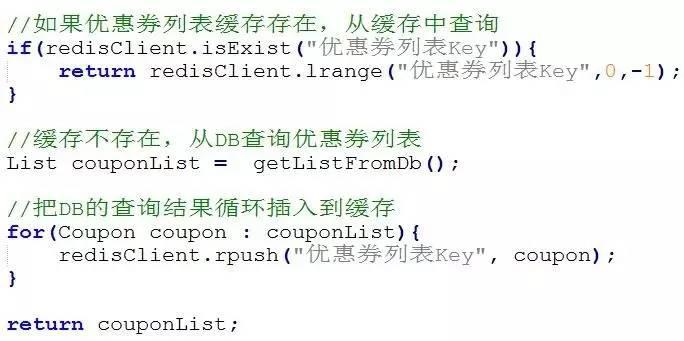 //如果优惠券列表缓存存在，从缓存中查询
if(redisClient.isExist("优惠券列表Key")){
    return redisClient.lrange("优惠券列表Key",0,-1);
}

//缓存不存在，从DB查询优惠券列表
List couponList =  getListFromDb();

//把DB的查询结果循环插入到缓存
for(Coupon coupon : couponList){
    redisClient.rpush("优惠券列表Key", coupon);
}

return couponList;